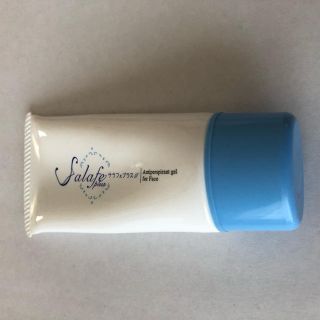 Salafe
plus サラフェプラス
Antiperspirant gel
for Face